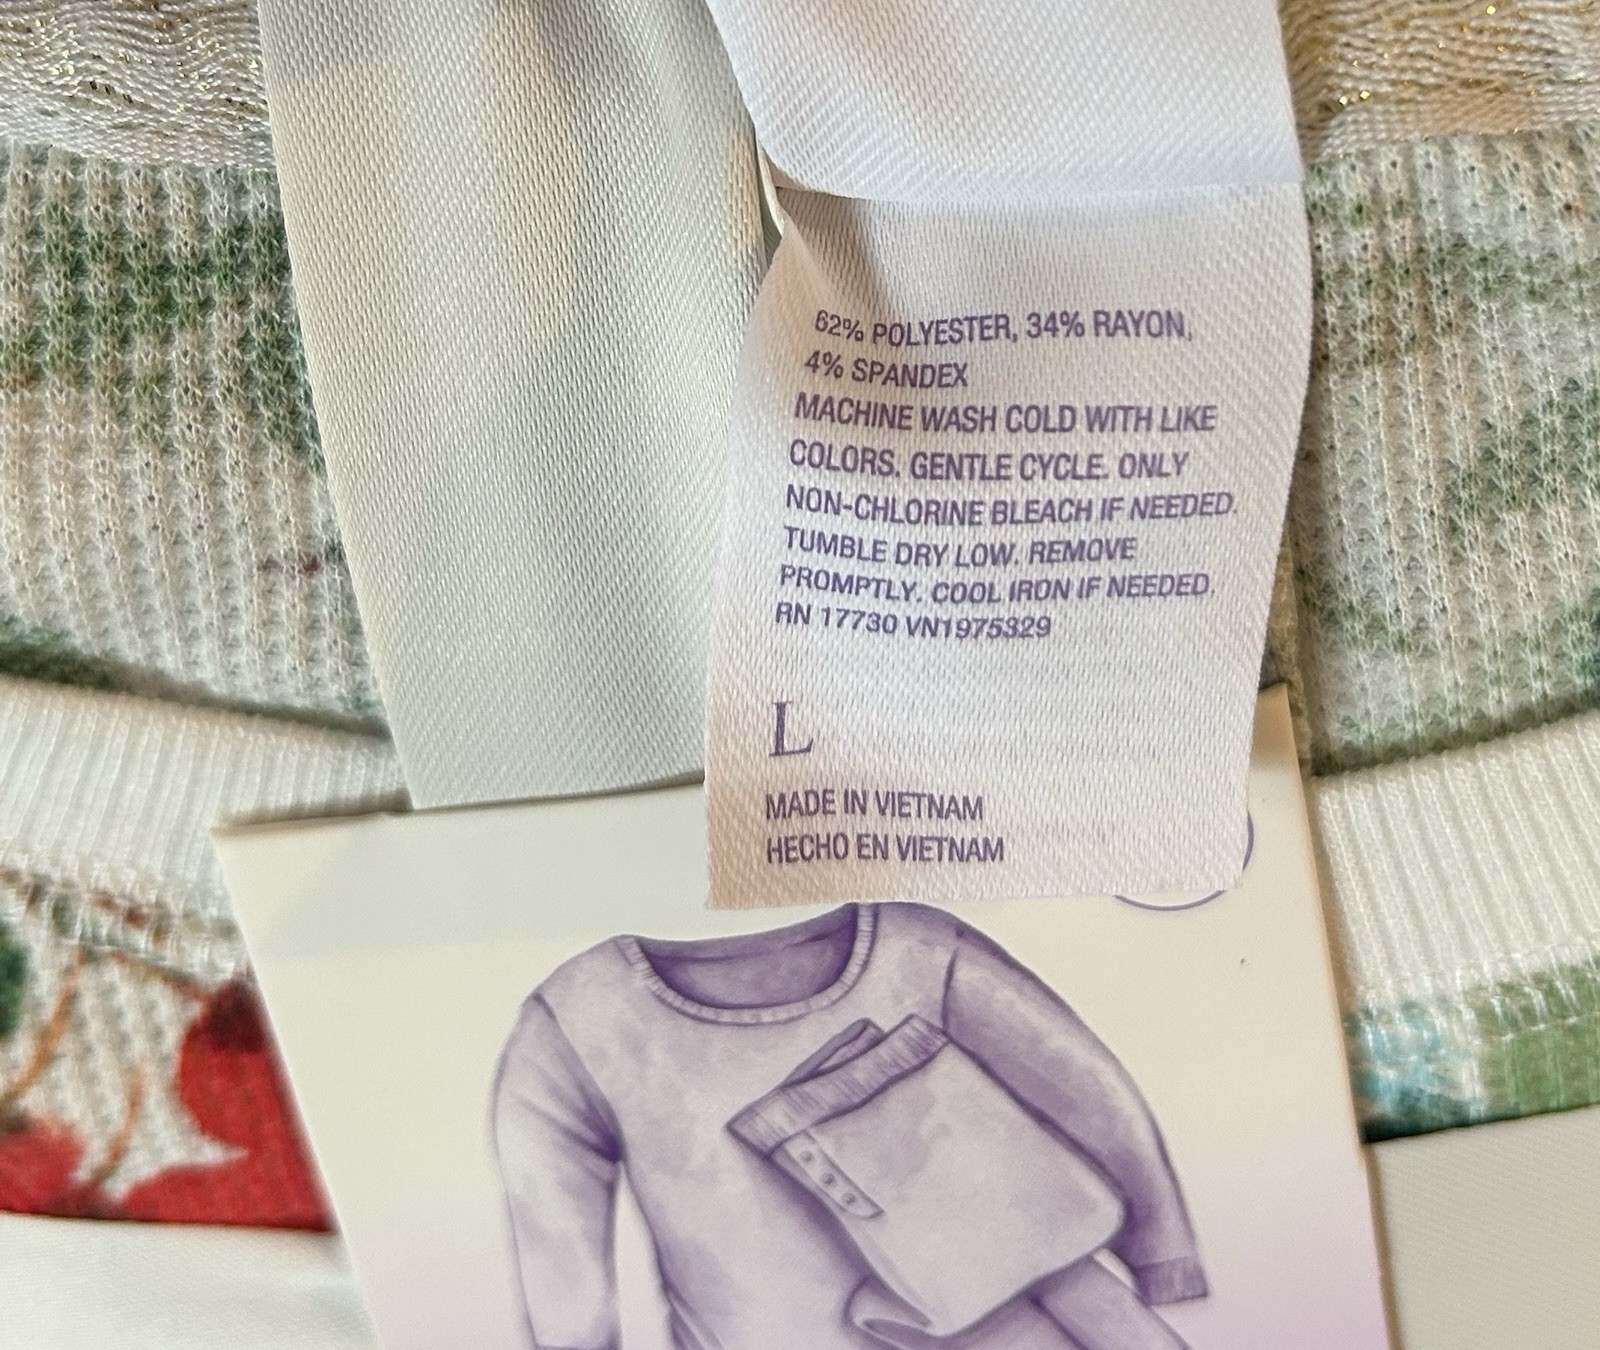 62% POLYESTER, 34% RAYON,
4% SPANDEX
MACHINE WASH COLD WITH LIKE
COLORS. GENTLE CYCLE. ONLY
NON-CHLORINE BLEACH IF NEEDED.
TUMBLE DRY LOW. REMOVE
PROMPTLY. COOL IRON IF NEEDED.
RN 17730 VN1975329
L
MADE IN VIETNAM
HECHO EN VIETNAM